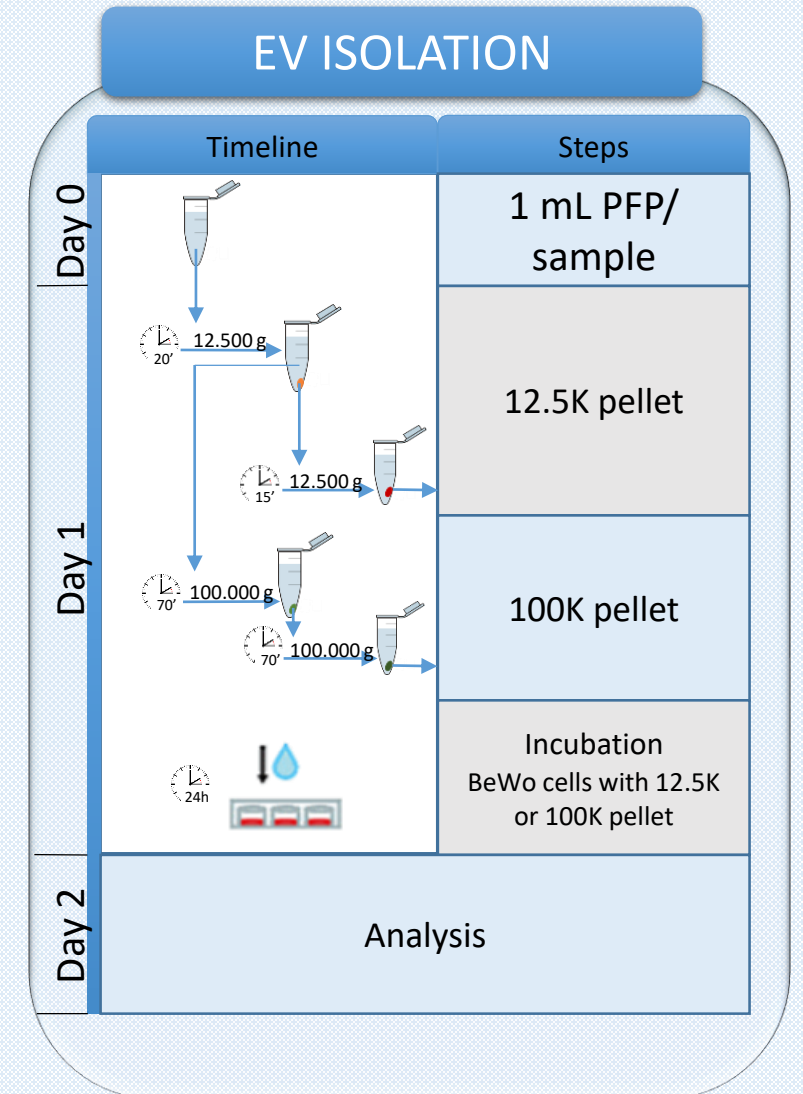 EV ISOLATION
Timeline
Steps
Day 0
1 mL PFP/
sample
Day 1
20’
12.500 g
12.5K pellet
15’
12.500 g
70’
100.000 g
100K pellet
70’
100.000 g
24h
Incubation
BeWo cells with 12.5K
or 100K pellet
Day 2
Analysis